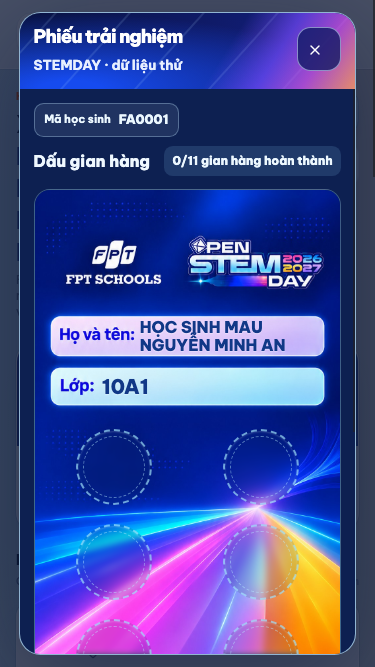 Phiếu trải nghiệm
STEMDAY · dữ liệu thử
×
Mã học sinh FA0001
Dấu gian hàng
0/11 gian hàng hoàn thành
FPT
FPT SCHOOLS
OPEN
STEM 2026
2027
DAY
Họ và tên: HỌC SINH MAU
NGUYỄN MINH AN
Lớp: 10A1